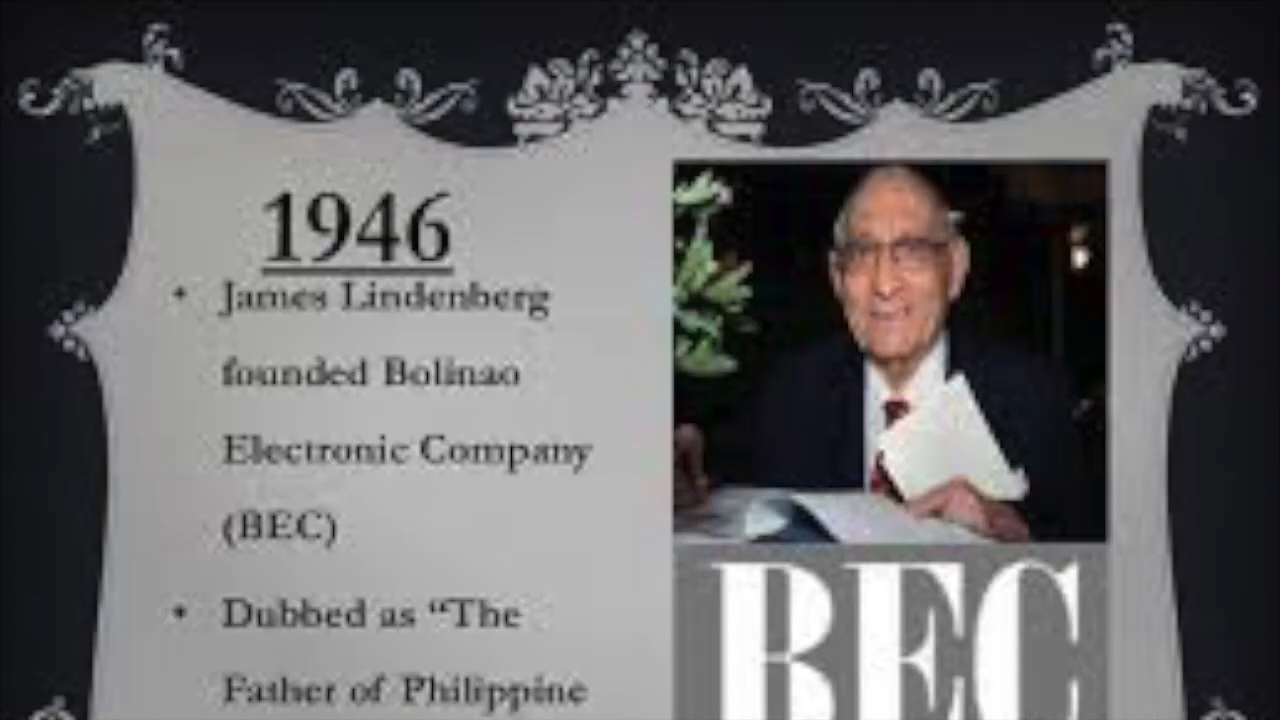 1946
• James Lindenberg
founded Bolinao
Electronic Company
(BEC)
• Dubbed as “The
Father of Philippine
BEC